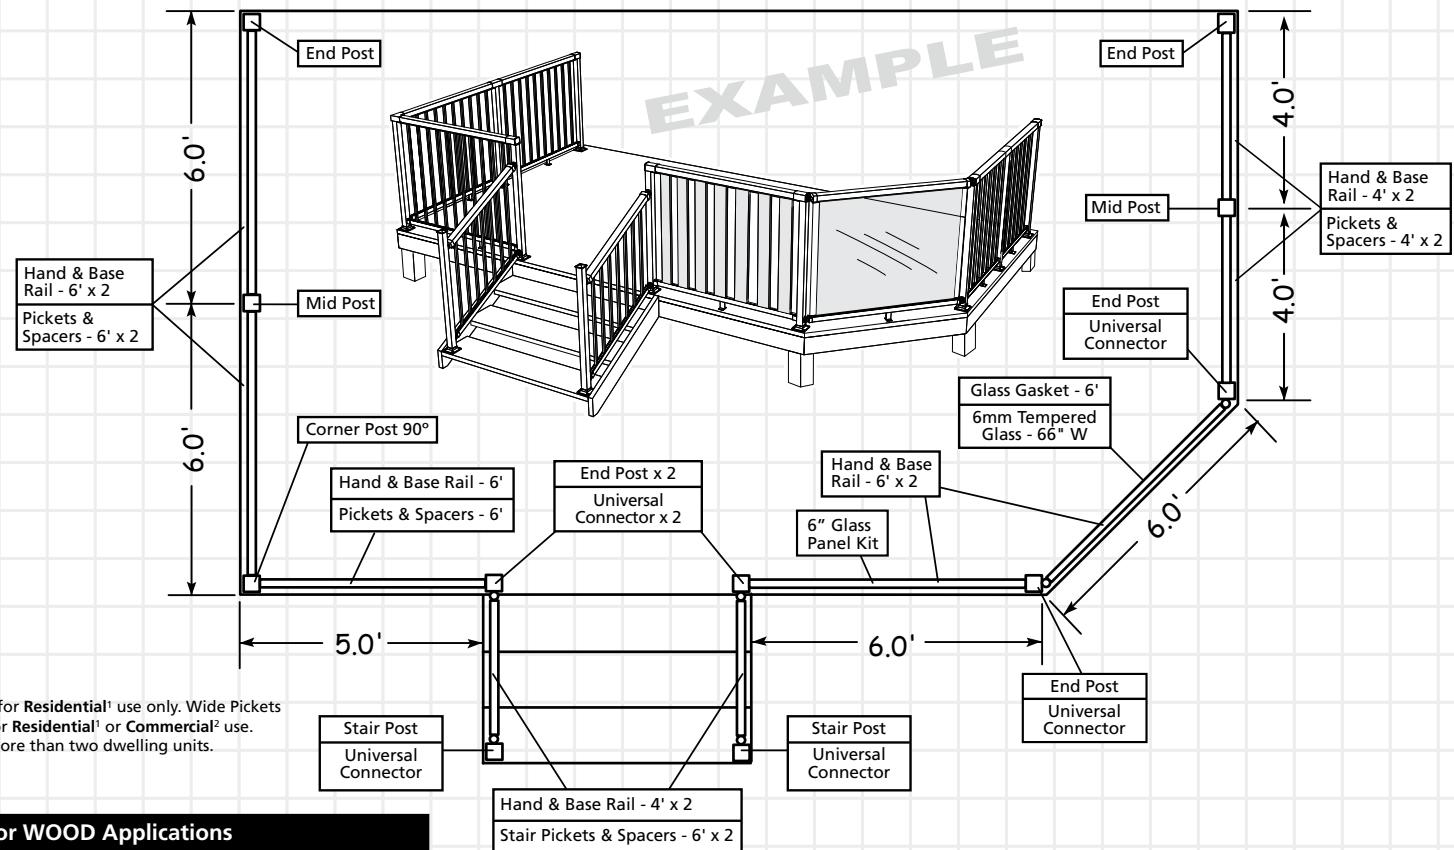 EXAMPLE
End Post
End Post
6.0'
4.0'
Hand & Base
Rail - 4' x 2
Pickets &
Spacers - 4' x 2
Mid Post
Hand & Base
Rail - 6' x 2
Pickets &
Spacers - 6' x 2
Mid Post
4.0'
End Post
Universal
Connector
Glass Gasket - 6'
6mm Tempered
Glass - 66" W
6.0'
Corner Post 90º
Hand & Base Rail - 6'
Pickets & Spacers - 6'
End Post x 2
Universal
Connector x 2
Hand & Base
Rail - 6' x 2
6” Glass
Panel Kit
6.0'
5.0'
6.0'
End Post
Universal
Connector
for Residential¹ use only. Wide Pickets
or Residential¹ or Commercial² use.
ore than two dwelling units.
Stair Post
Universal
Connector
Stair Post
Universal
Connector
Hand & Base Rail - 4' x 2
Stair Pickets & Spacers - 6' x 2
or WOOD Applications